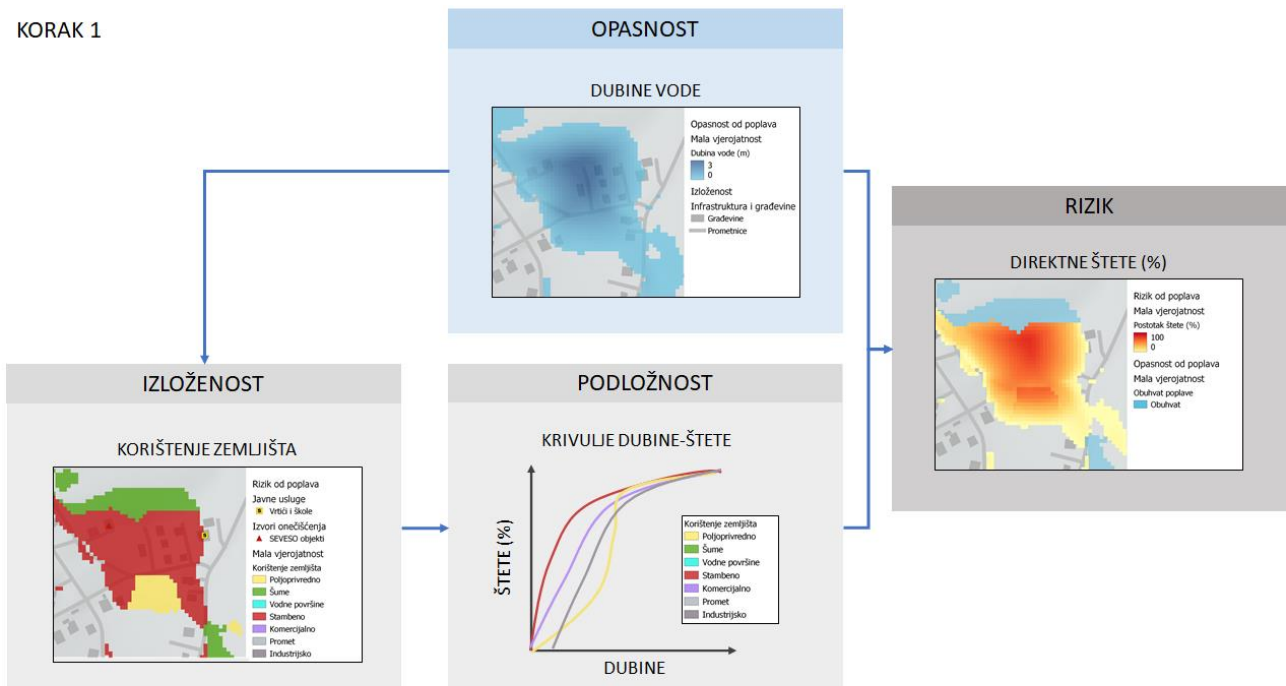 KORAK 1
OPASNOST
DUBINE VODE
Opasnost od poplava
Mala vjerojatnost
Dubina vode (m)
3
0
Izloženost
Infrastruktura i građevine
Građevine
Prometnice
RIZIK
DIREKTNE ŠTETE (%)
Rizik od poplava
Mala vjerojatnost
Postotak štete (%)
100
0
Opasnost od poplava
Mala vjerojatnost
Obuhvat poplave
Obuhvat
IZLOŽENOST
KORIŠTENJE ZEMLJIŠTA
Rizik od poplava
Javne usluge
Vrtići i škole
Izvori onečišćenja
SEVESO objekti
Mala vjerojatnost
Korištenje zemljišta
Poljoprivredno
Šume
Vodne površine
Stambeno
Komercijalno
Promet
Industrijsko
PODLOŽNOST
KRIVULJE DUBINE-ŠTETE
ŠTETE (%)
Korištenje zemljišta
Poljoprivredno
Šume
Vodne površine
Stambeno
Komercijalno
Promet
Industrijsko
DUBINE